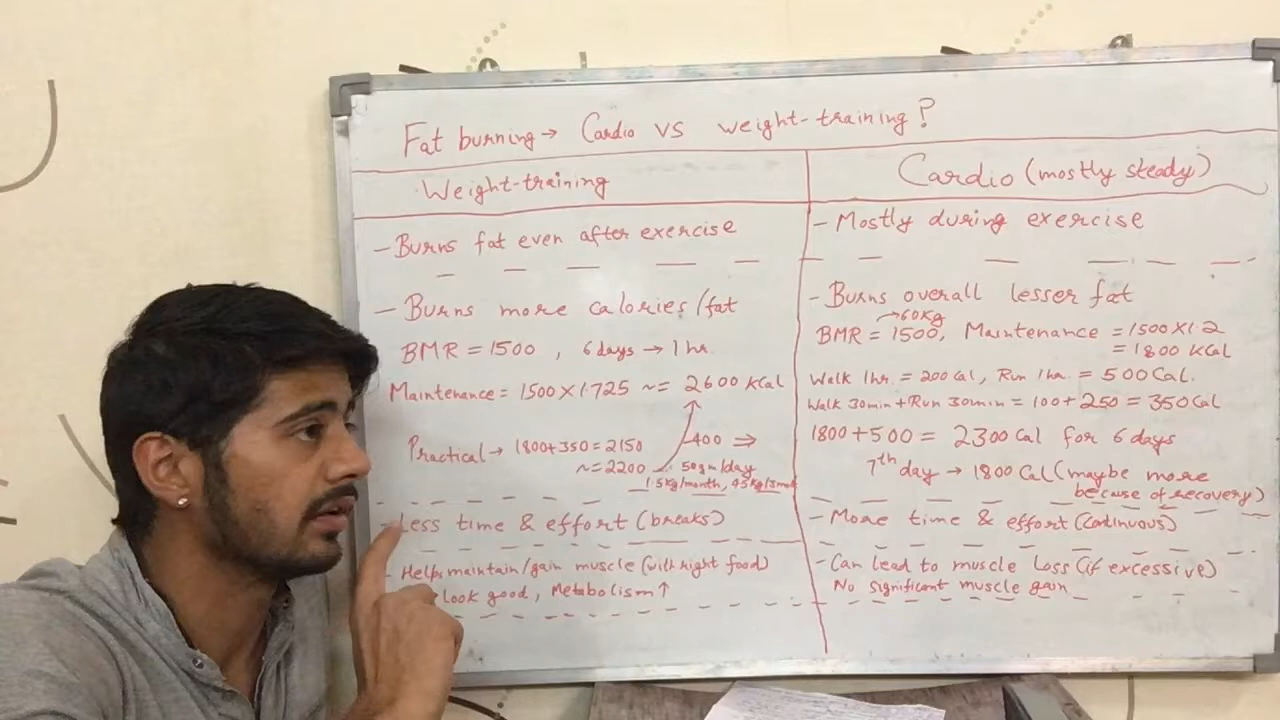 Fat burning → Cardio vs weight-training?
Weight-training
- Burns fat even after exercise
- Burns more calories/fat
BMR = 1500 , 6 days → 1 hr.
Maintenance = 1500 X 1.725 ~= 2600 KCal
Practical → 1800 + 350 = 2150
~= 2200
400 ⇒
50gm/day
1.5kg/month, 4.5kg/3mon
- Less time & effort (breaks)
- Helps maintain/gain muscle (with right food)
look good, Metabolism ↑
Cardio (mostly steady)
- Mostly during exercise
- Burns overall lesser fat
→ 60Kg
BMR = 1500, Maintenance = 1500 X 1.2
= 1800 KCal
Walk 1hr. = 200 Cal, Run 1hr = 500 Cal.
Walk 30min + Run 30min = 100 + 250 = 350 Cal
1800 + 500 = 2300 Cal for 6 days
7th day → 1800 Cal (maybe more
because of recovery)
- More time & effort (continuous)
- Can lead to muscle loss (if excessive)
No significant muscle gain